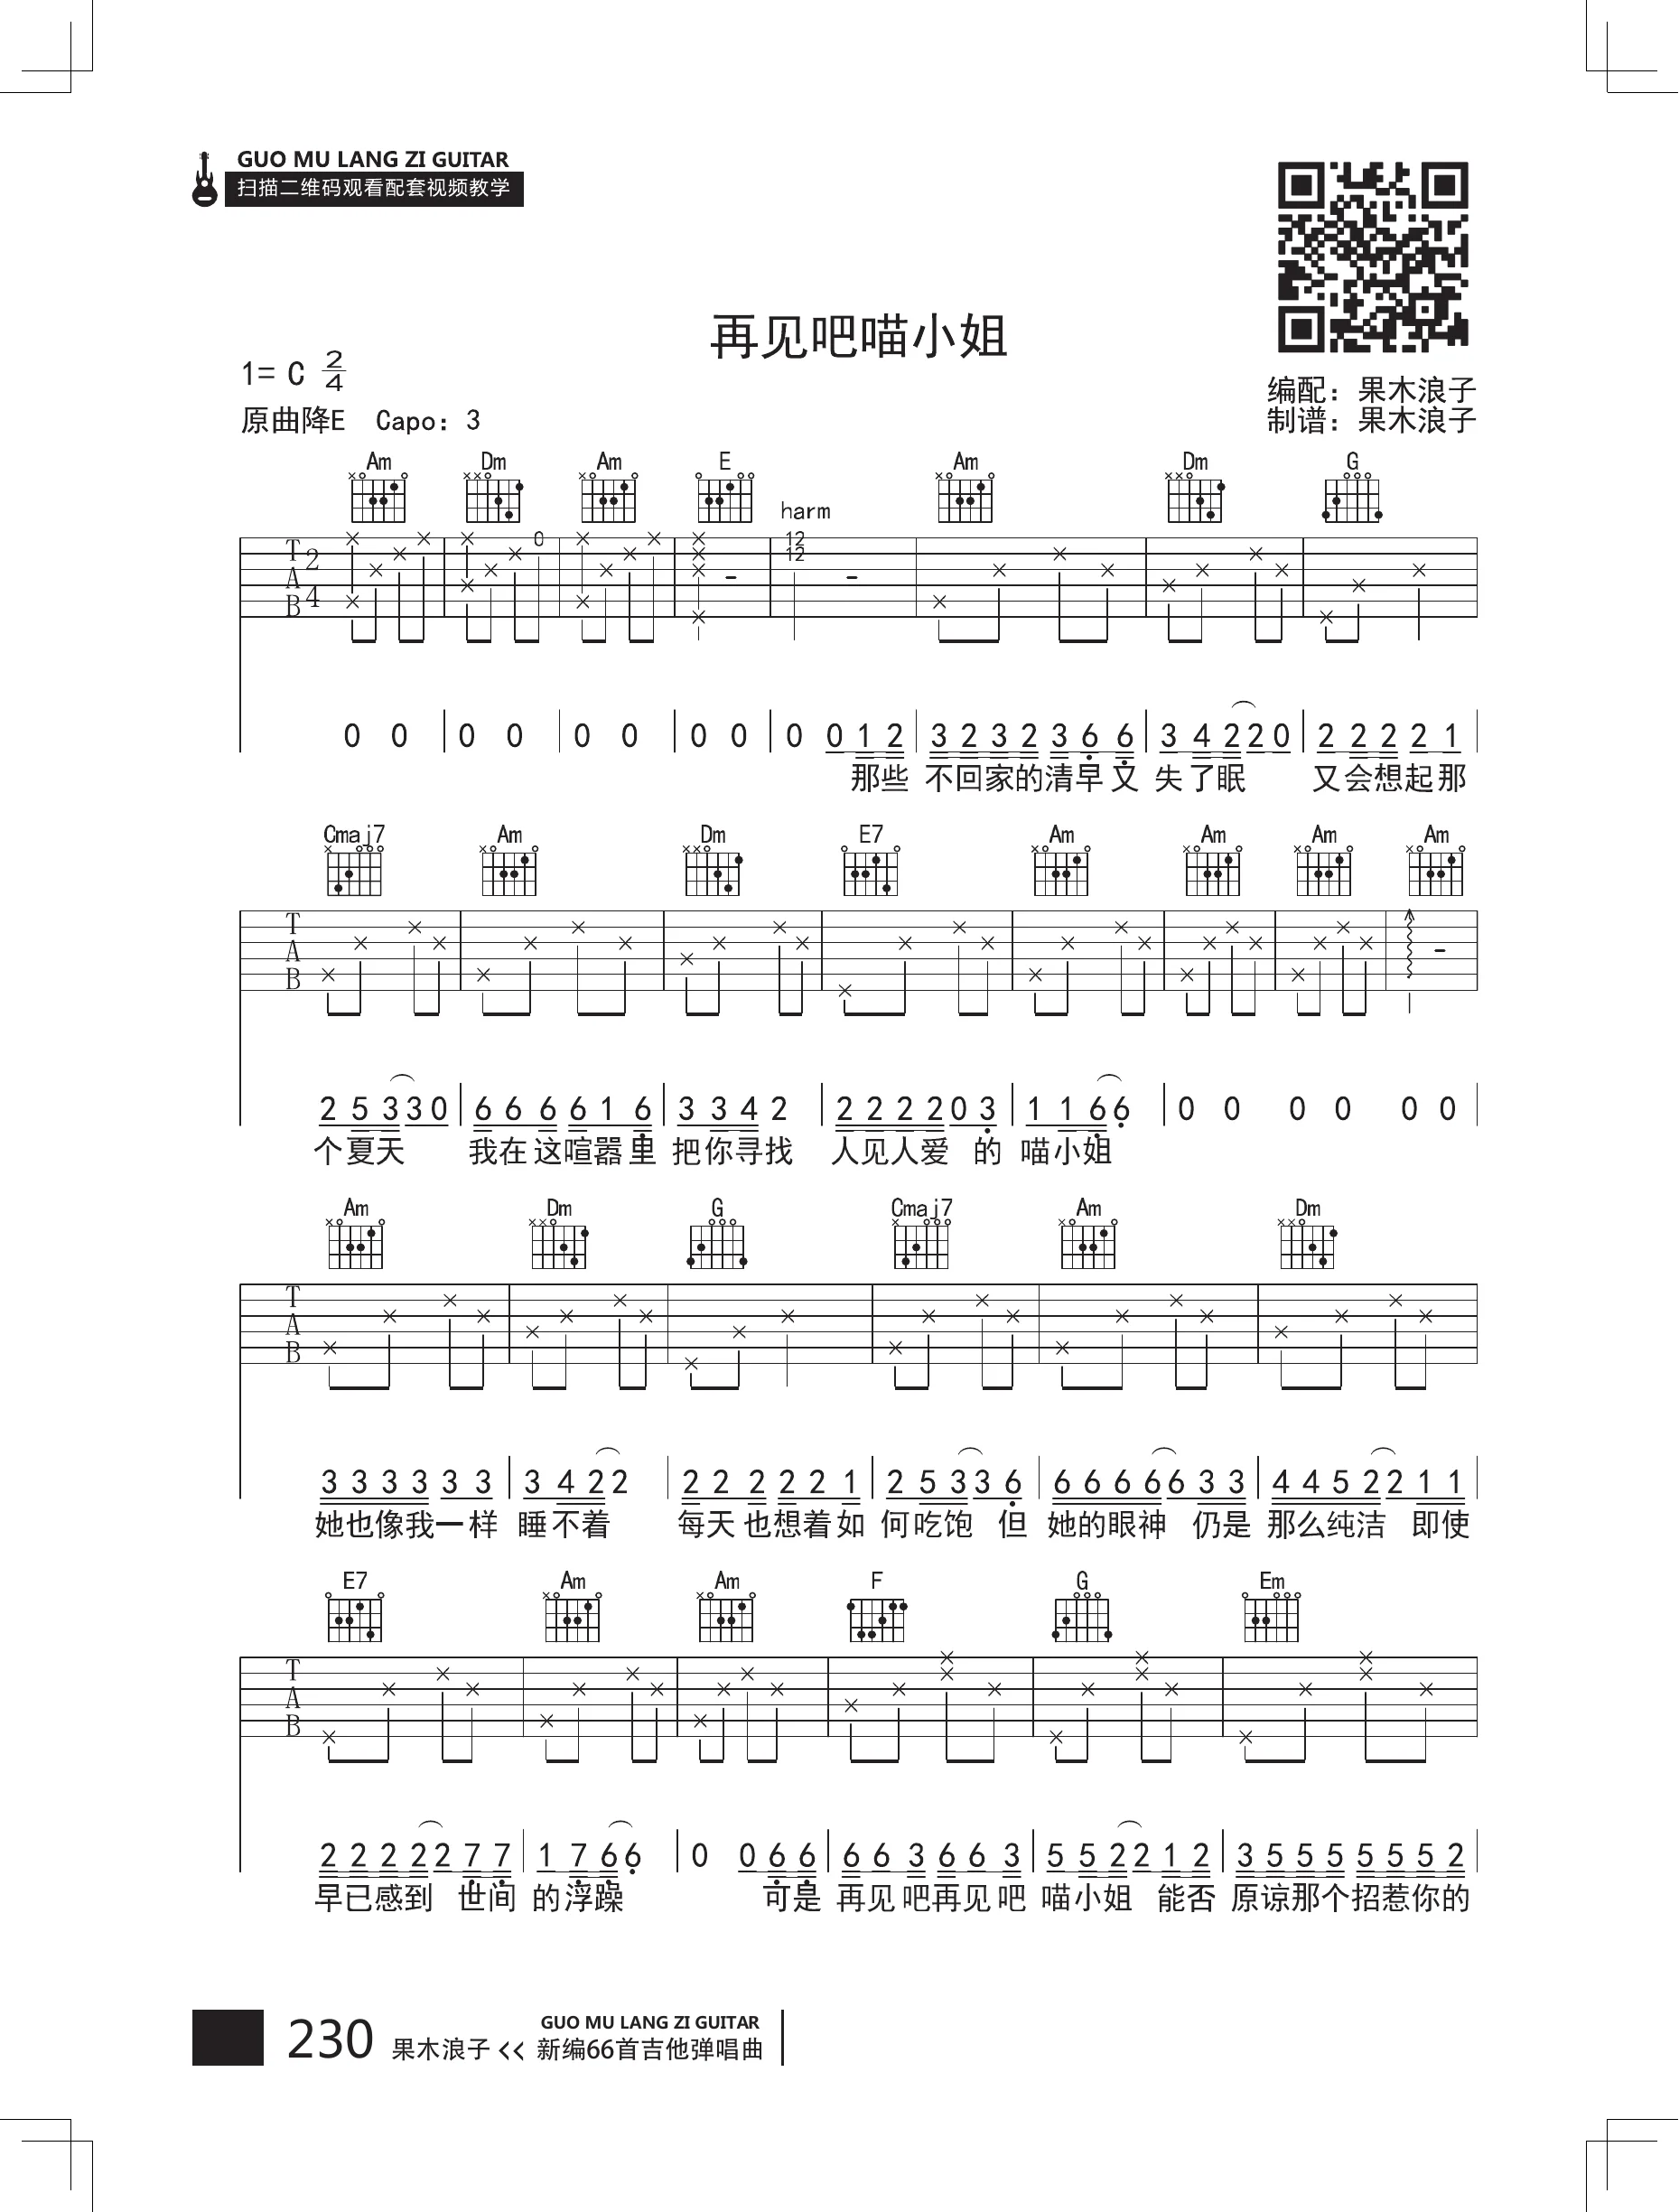 GUO MU LANG ZI GUITAR
扫描二维码观看配套视频教学
再见吧喵小姐
1= C 2/4
原曲降E Capo: 3
编配：果木浪子
制谱：果木浪子
Am Dm Am E Am Dm G
harm
0 12
12
T A B 2 4
0 0 0 0 0 0 0 0 0 0 1 2 3 2 3 2 3 6 6 3 4 2 2 0 2 2 2 2 1
那些 不回家的清早又 失了眠 又会想起那
Cmaj7 Am Dm E7 Am Am Am Am
T A B
2 5 3 3 0 6 6 6 6 1 6 3 3 4 2 2 2 2 2 0 3 1 1 6 6 0 0 0 0 0 0
个夏天 我在这喧嚣里 把你寻找 人见人爱 的 喵小姐
Am Dm G Cmaj7 Am Dm
T A B
3 3 3 3 3 3 3 4 2 2 2 2 2 2 2 1 2 5 3 3 6 6 6 6 6 6 3 3 4 4 5 2 2 1 1
她也像我一样 睡不着 每天也想着如 何吃饱 但 她的眼神 仍是 那么纯洁 即使
E7 Am Am F G Em
T A B
2 2 2 2 2 7 7 1 7 6 6 0 0 6 6 6 6 3 6 6 3 5 5 2 2 1 2 3 5 5 5 5 5 5 2
早已感到 世间 的浮躁 可是 再见吧再见吧 喵小姐 能否 原谅那个招惹你的
230 果木浪子 << GUO MU LANG ZI GUITAR
新编66首吉他弹唱曲